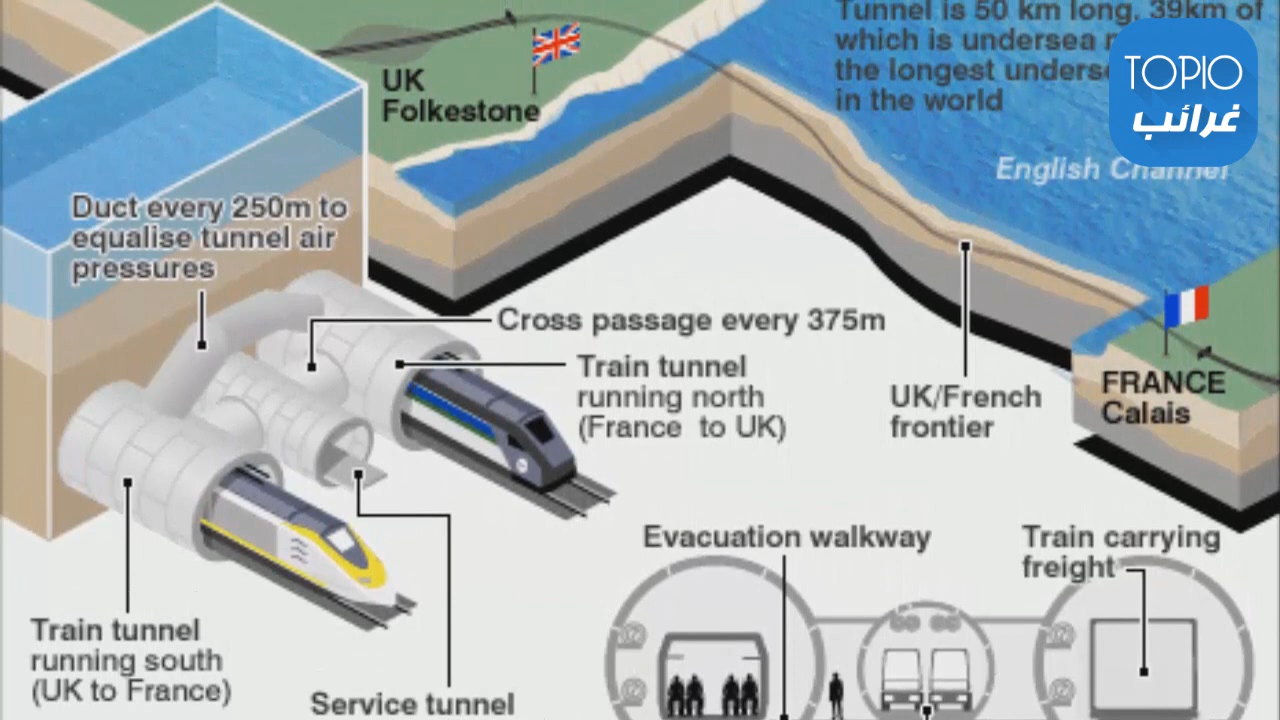 Tunnel is 50 km long, 39km of
which is undersea
the longest
in the world
TOPIO
غرائب
UK
Folkestone
English Channel
Duct every 250m to
equalise tunnel air
pressures
Cross passage every 375m
Train tunnel
running north
(France to UK)
UK/French
frontier
FRANCE
Calais
Evacuation walkway
Train carrying
freight
Train tunnel
running south
(UK to France)
Service tunnel